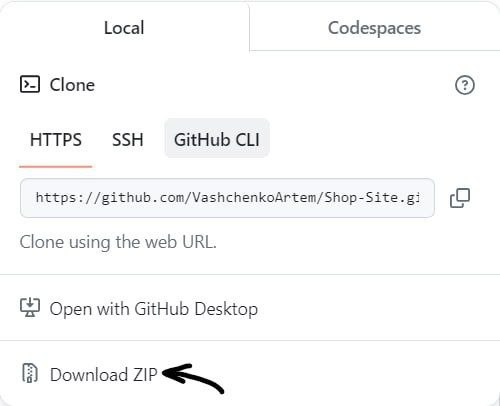 Local
Codespaces
Clone
HTTPS
SSH
GitHub CLI
https://github.com/VashchenkoArtem/Shop-Site.gi
Clone using the web URL.
Open with GitHub Desktop
Download ZIP